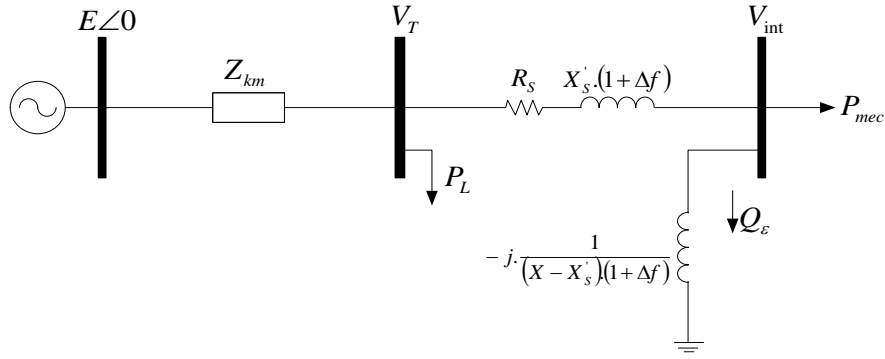 E∠0
V_T
V_int
Z_km
R_S
X'_S.(1+Δf)
P_mec
P_L
Q_ε
-j. 1/((X-X'_S).(1+Δf))